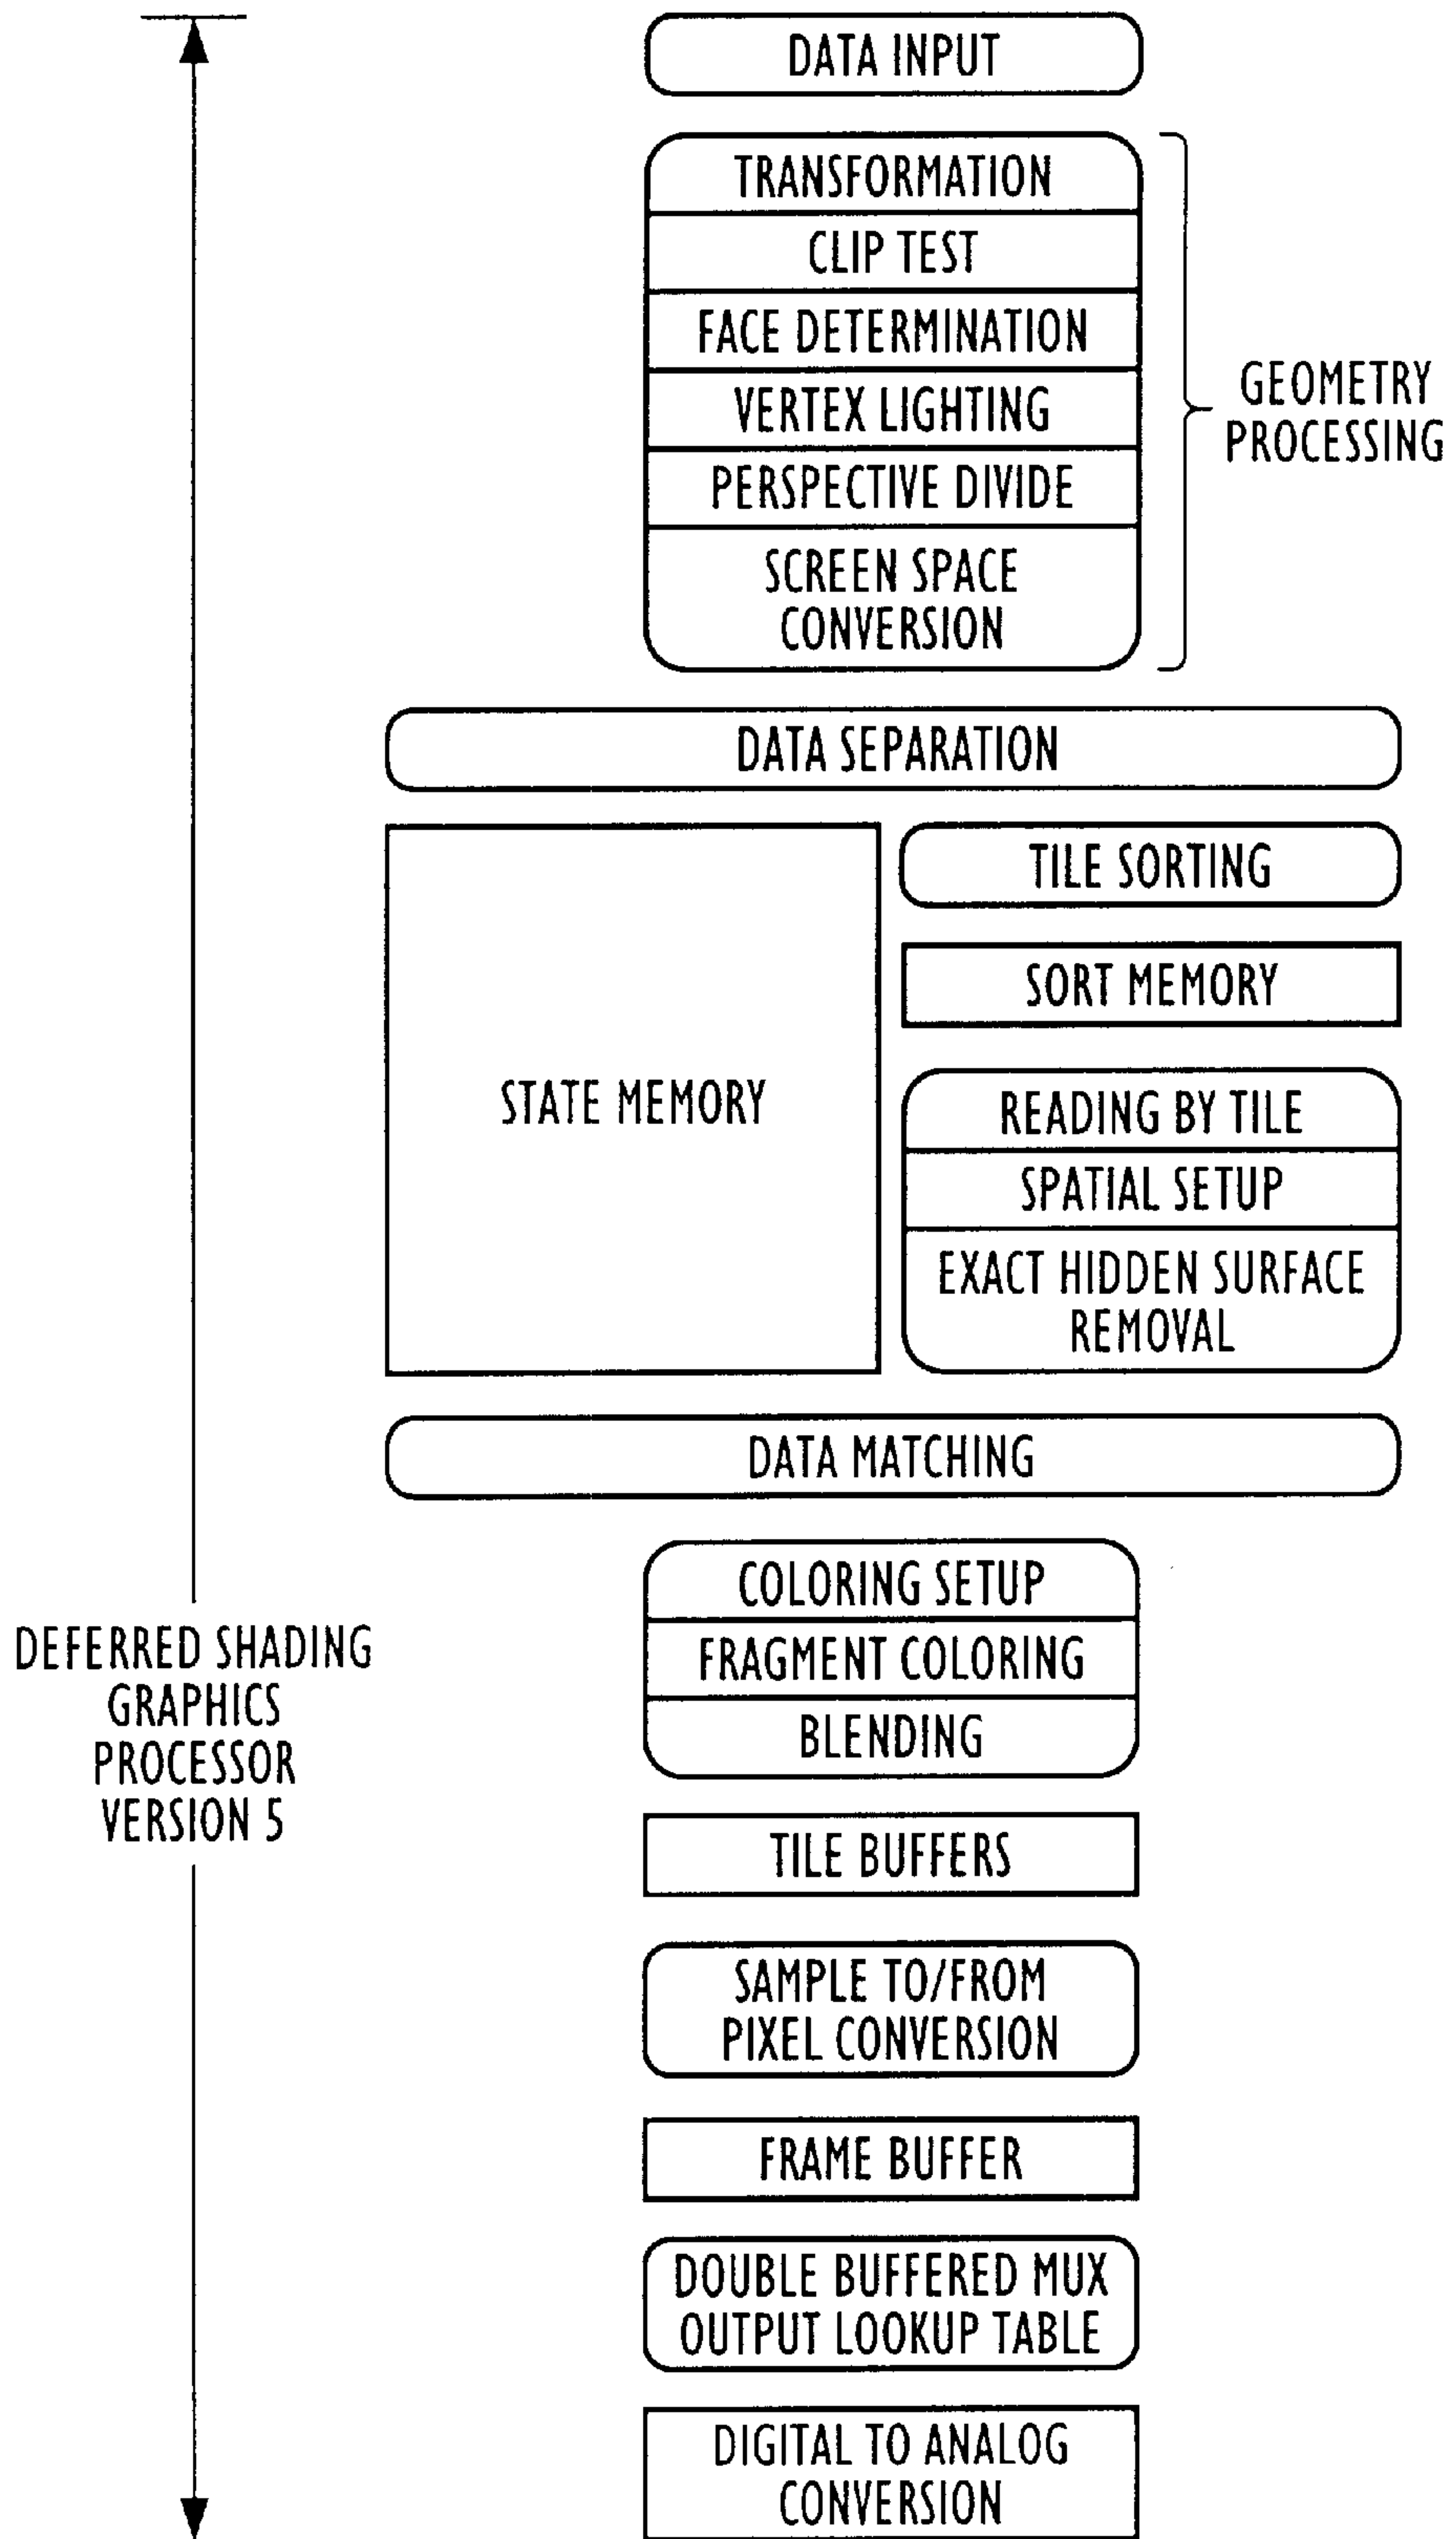 DATA INPUT
TRANSFORMATION
CLIP TEST
FACE DETERMINATION
VERTEX LIGHTING
PERSPECTIVE DIVIDE
SCREEN SPACE
CONVERSION
GEOMETRY
PROCESSING
DATA SEPARATION
STATE MEMORY
TILE SORTING
SORT MEMORY
READING BY TILE
SPATIAL SETUP
EXACT HIDDEN SURFACE
REMOVAL
DATA MATCHING
DEFERRED SHADING
GRAPHICS
PROCESSOR
VERSION 5
COLORING SETUP
FRAGMENT COLORING
BLENDING
TILE BUFFERS
SAMPLE TO/FROM
PIXEL CONVERSION
FRAME BUFFER
DOUBLE BUFFERED MUX
OUTPUT LOOKUP TABLE
DIGITAL TO ANALOG
CONVERSION